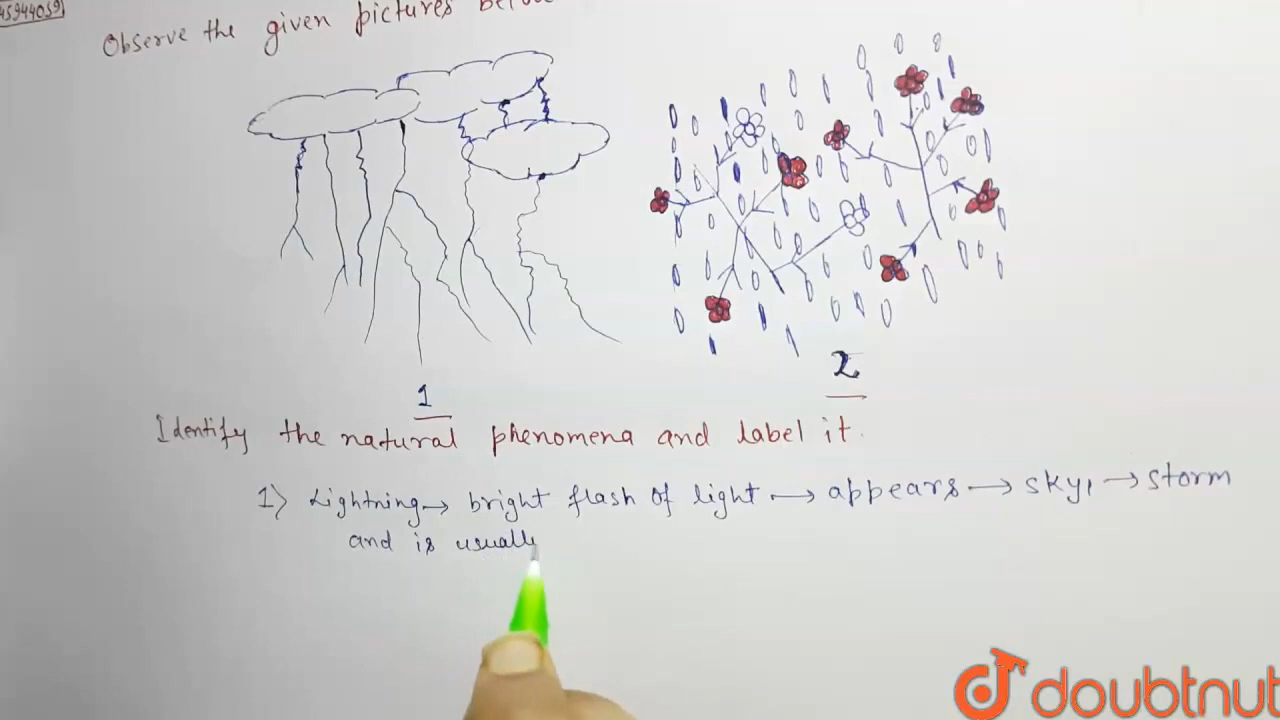 45944059
Observe the given pictures
1
2
Identify the natural phenomena and label it.
1) Lightning → bright flash of light → appears → sky, → storm
and is usually
doubtnut